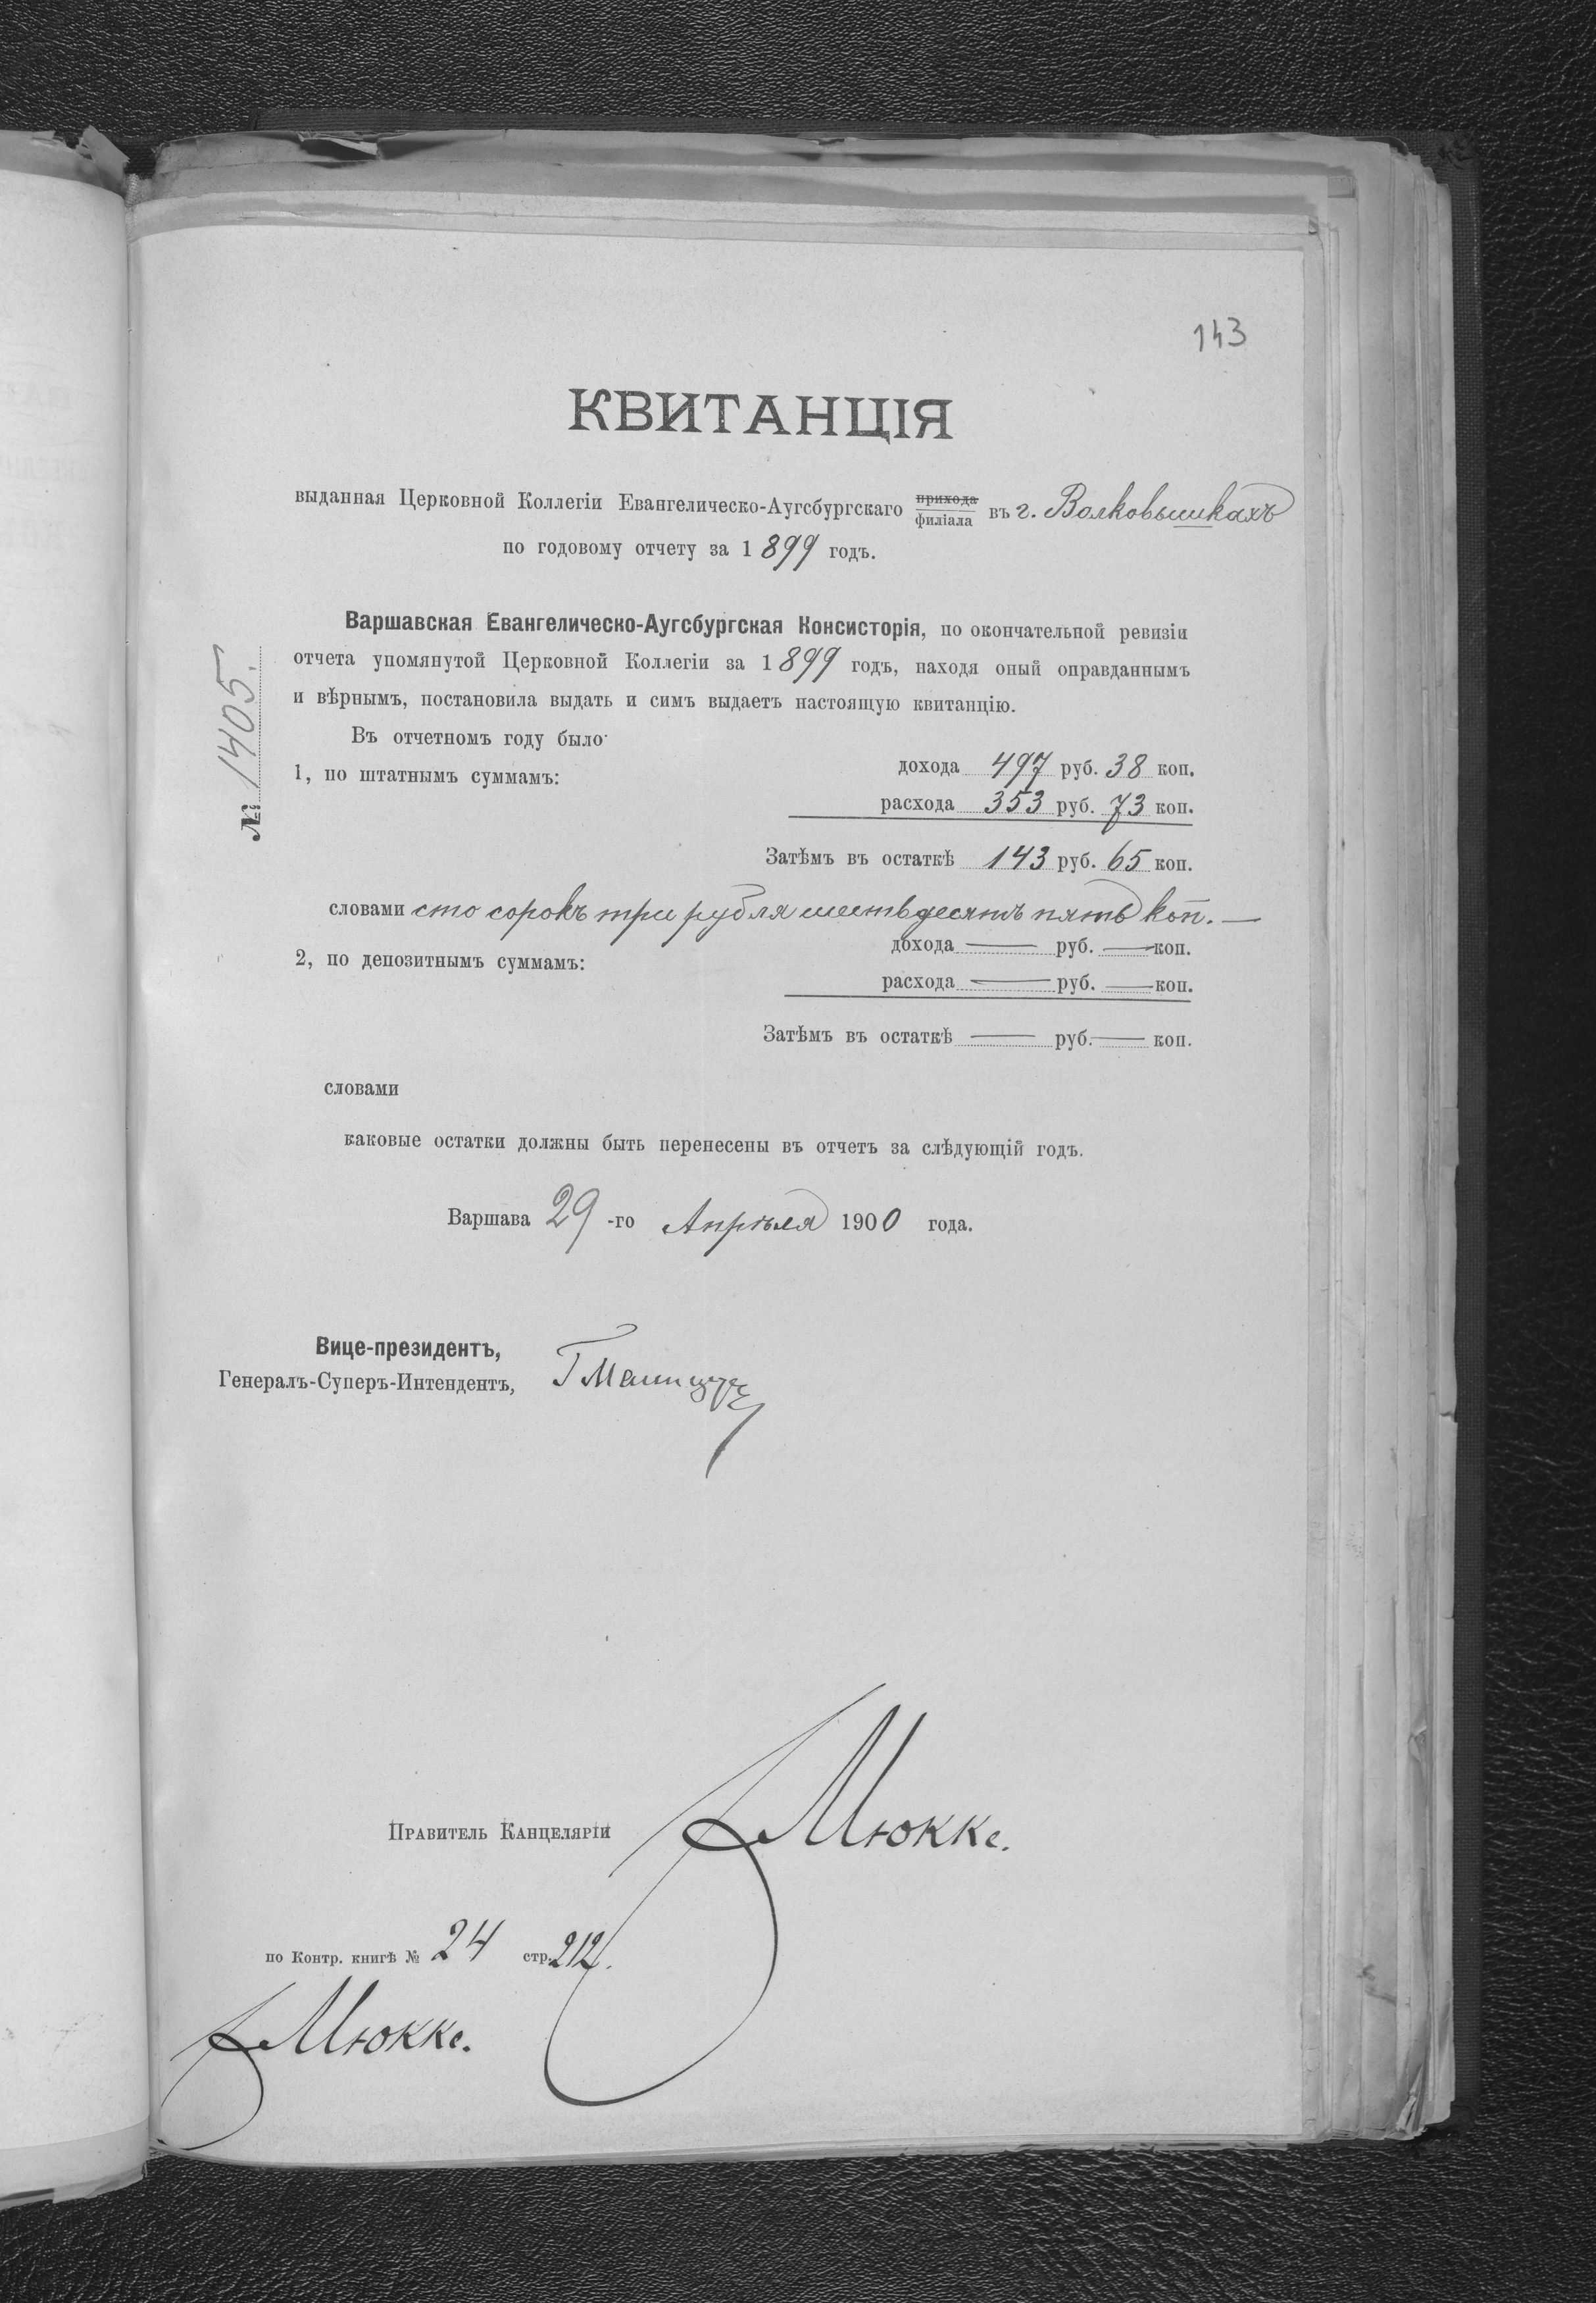 143
КВИТАНЦІЯ
выданная Церковной Коллегіи Евангелическо-Аугсбургскаго прихода филіала въ г. Волковышкахъ
по годовому отчету за 1899 годъ.
№ 1405.
Варшавская Евангелическо-Аугсбургская Консисторія, по окончательной ревизіи
отчета упомянутой Церковной Коллегіи за 1899 годъ, находя оный оправданнымъ
и вѣрнымъ, постановила выдать и симъ выдаетъ настоящую квитанцію.
Въ отчетномъ году было
1, по штатнымъ суммамъ: дохода 497 руб. 38 коп.
расхода 353 руб. 73 коп.
Затѣмъ въ остаткѣ 143 руб. 65 коп.
словами сто сорокъ три рубля шестьдесятъ пять коп. —
2, по депозитнымъ суммамъ: дохода — руб. — коп.
расхода — руб. — коп.
Затѣмъ въ остаткѣ — руб. — коп.
словами
каковые остатки должны быть перенесены въ отчетъ за слѣдующій годъ.
Варшава 29-го Апрѣля 1900 года.
Вице-президентъ,
Генералъ-Суперъ-Интендентъ,
Правитель Канцеляріи Мюкке.
по Контр. книгѣ № 24 стр. 212.
Мюкке.